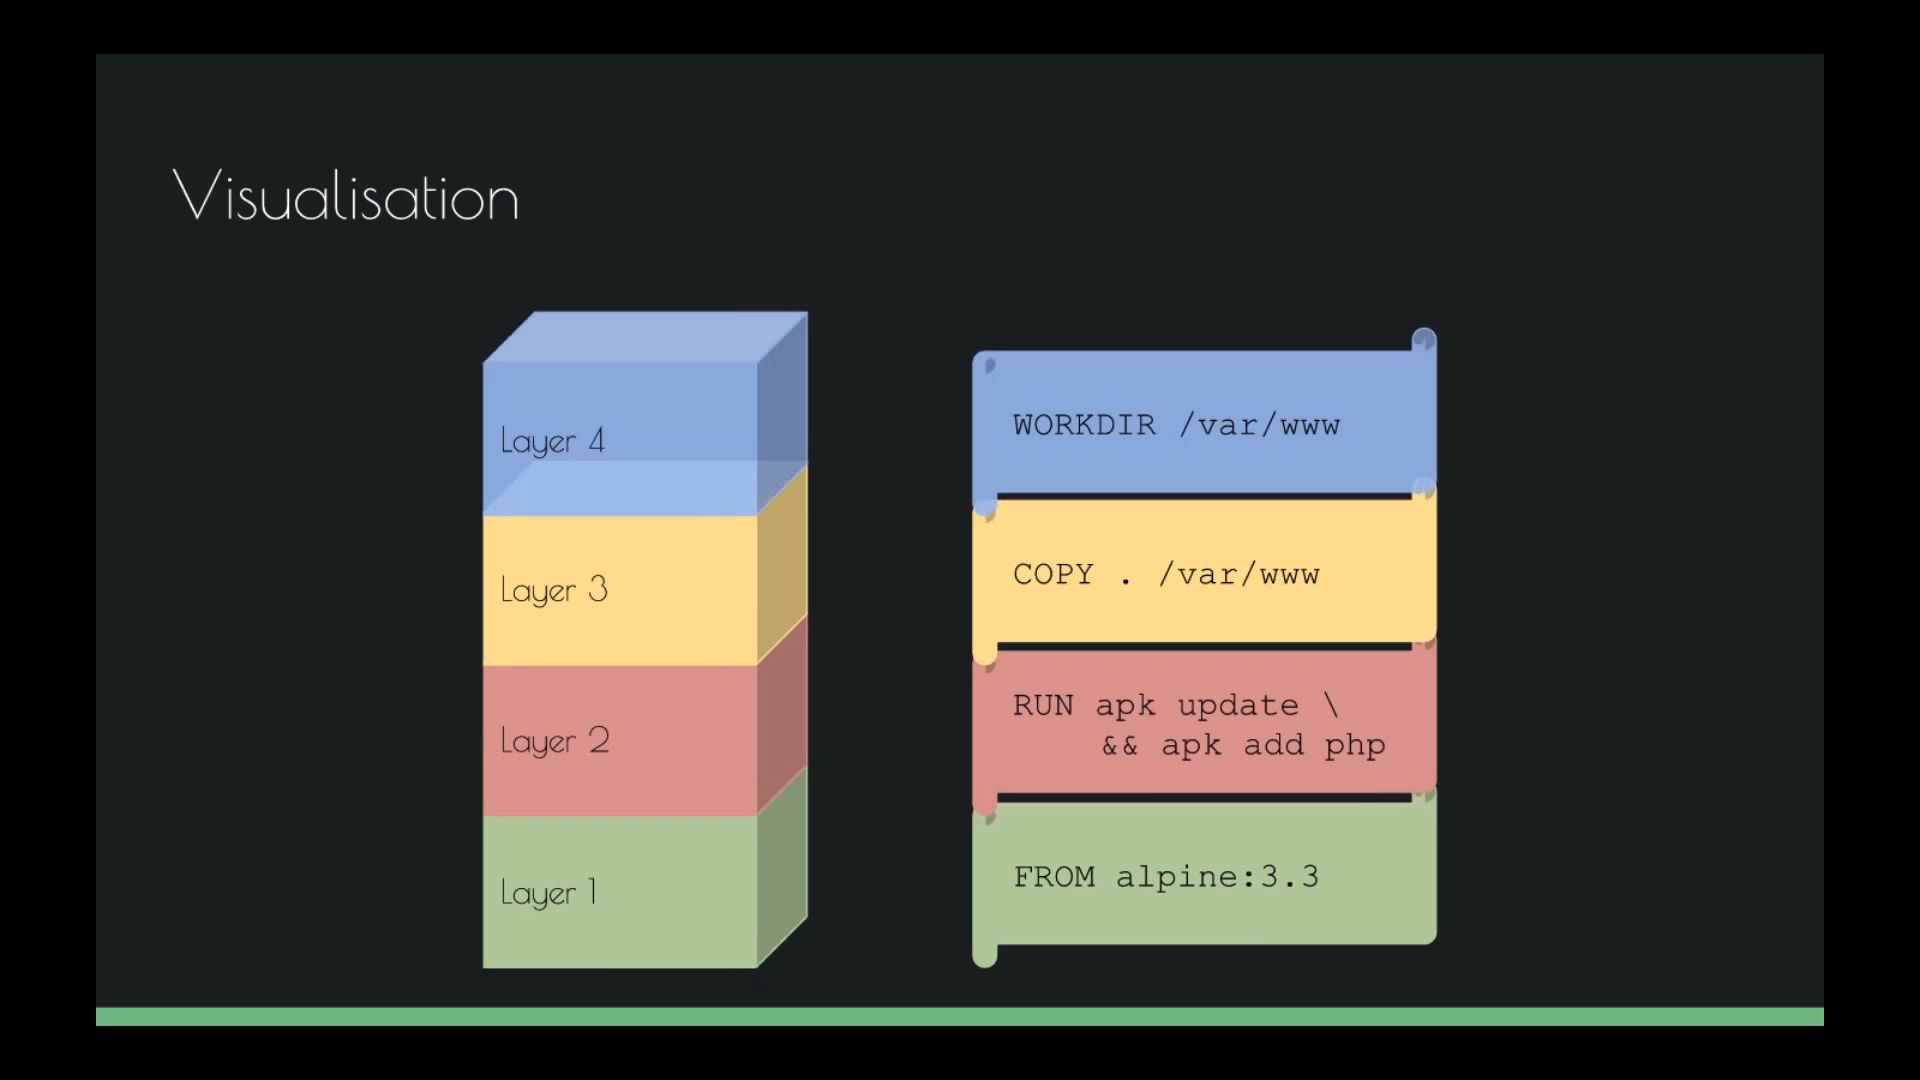 Visualisation
Layer 4
WORKDIR /var/www
Layer 3
COPY . /var/www
Layer 2
RUN apk update \
&& apk add php
Layer 1
FROM alpine:3.3